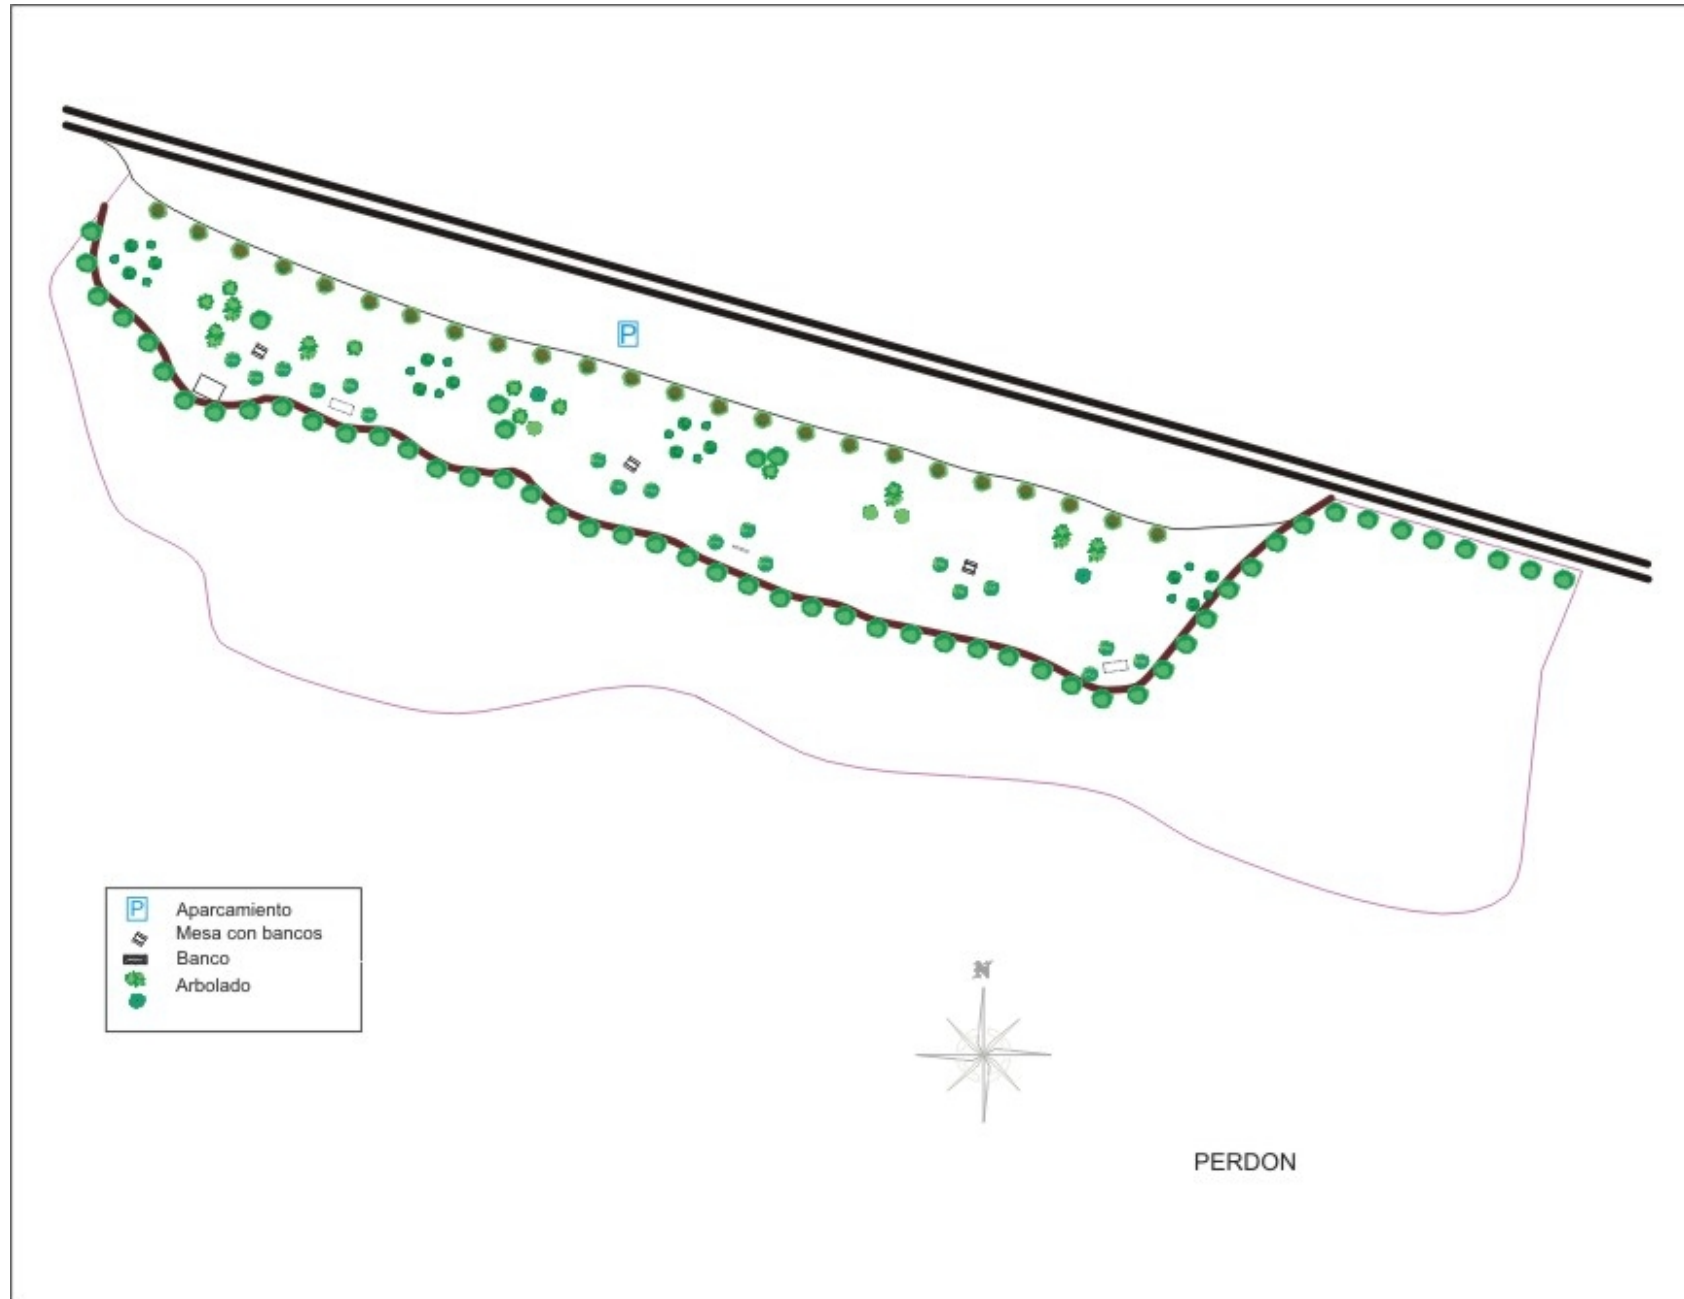 P
P Aparcamiento
Mesa con bancos
Banco
Arbolado
N
PERDON